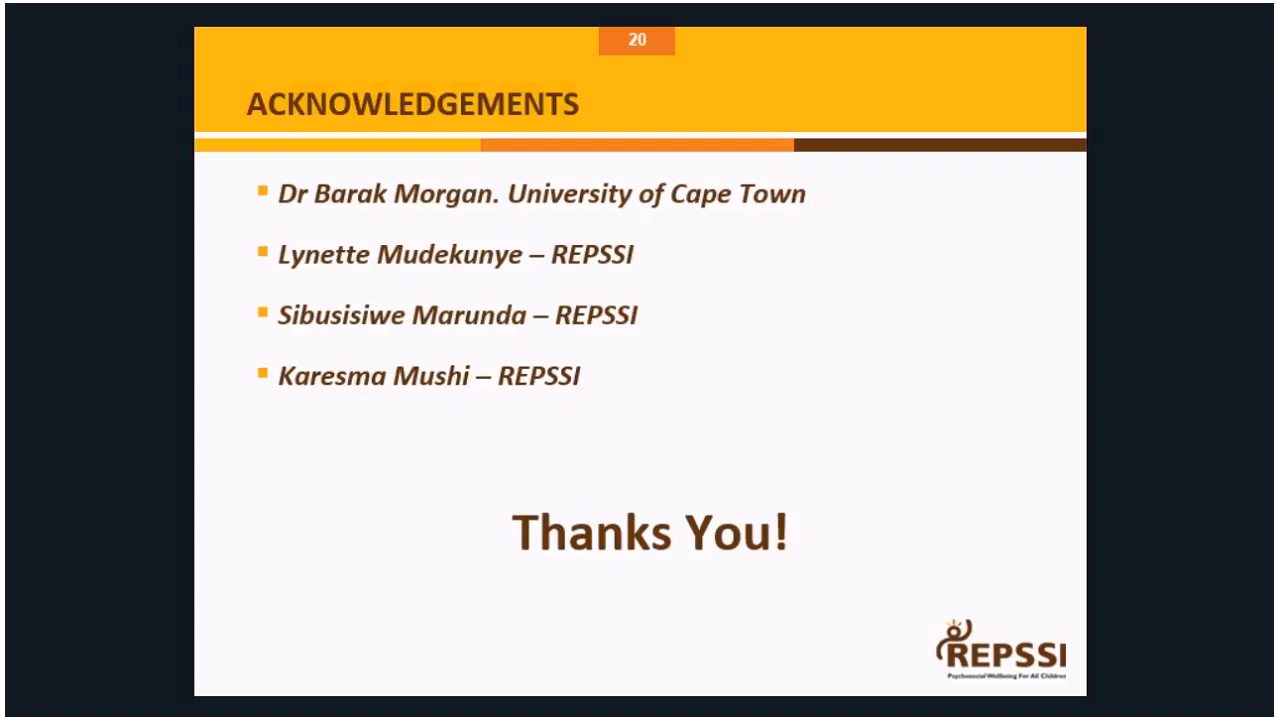 20
ACKNOWLEDGEMENTS
Dr Barak Morgan. University of Cape Town
Lynette Mudekunye – REPSSI
Sibusisiwe Marunda – REPSSI
Karesma Mushi – REPSSI
Thanks You!
REPSSI
Psychosocial Wellbeing For All Children